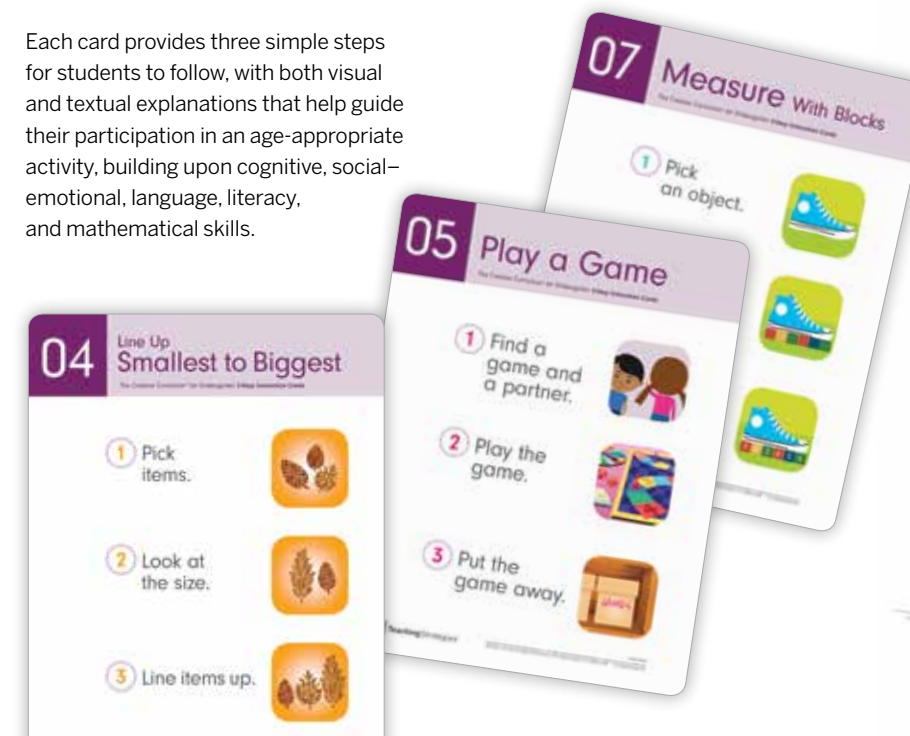 Each card provides three simple steps
for students to follow, with both visual
and textual explanations that help guide
their participation in an age-appropriate
activity, building upon cognitive, social–
emotional, language, literacy,
and mathematical skills.
07
Measure With Blocks
1 Pick
an object.
05
Play a Game
1 Find a
game and
a partner.
2 Play the
game.
3 Put the
game away.
TeachingStrategies
04
Line Up
Smallest to Biggest
1 Pick
items.
2 Look at
the size.
3 Line items up.